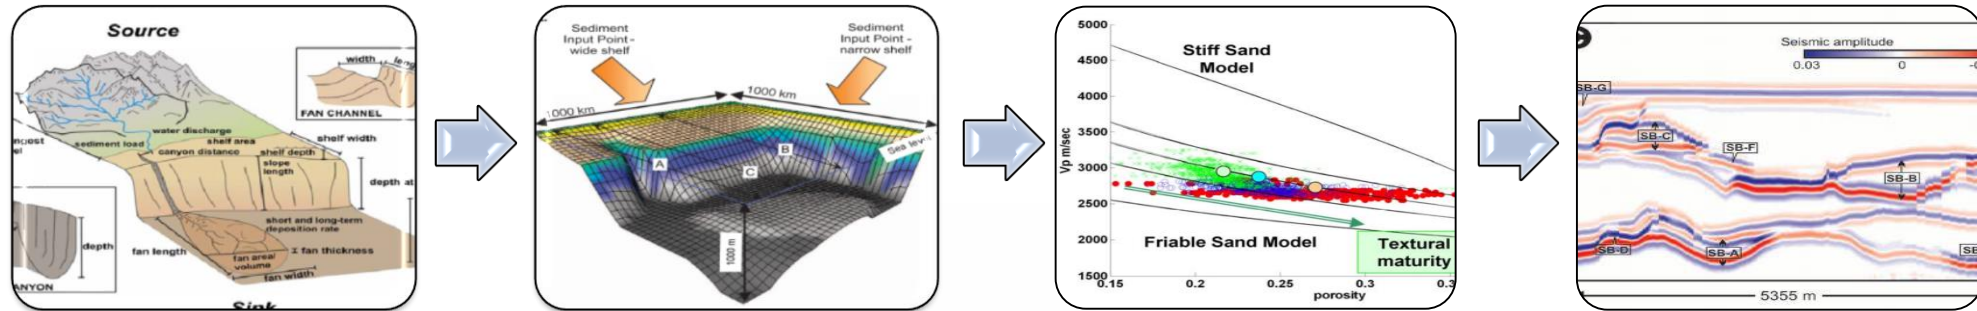 Source
width
FAN CHANNEL
water discharge
sediment load
shelf area
shelf width
canyon distance
shelf depth
slope
length
depth
depth at
short and long-term
deposition rate
fan length
fan thickness
fan area/
volume
fan width
Sink
Sediment
Input Point-
wide shelf
Sediment
Input Point -
narrow shelf
1000 km
1000 km
A
B
C
1000 m
5000
4500
4000
3500
3000
2500
2000
1500
Vp m/sec
Stiff Sand
Model
Friable Sand Model
Textural
maturity
0.15
0.2
0.25
0.3
porosity
Seismic amplitude
0.03
0
SB-G
SB-C
SB-F
SB-B
SB-D
SB-A
5355 m